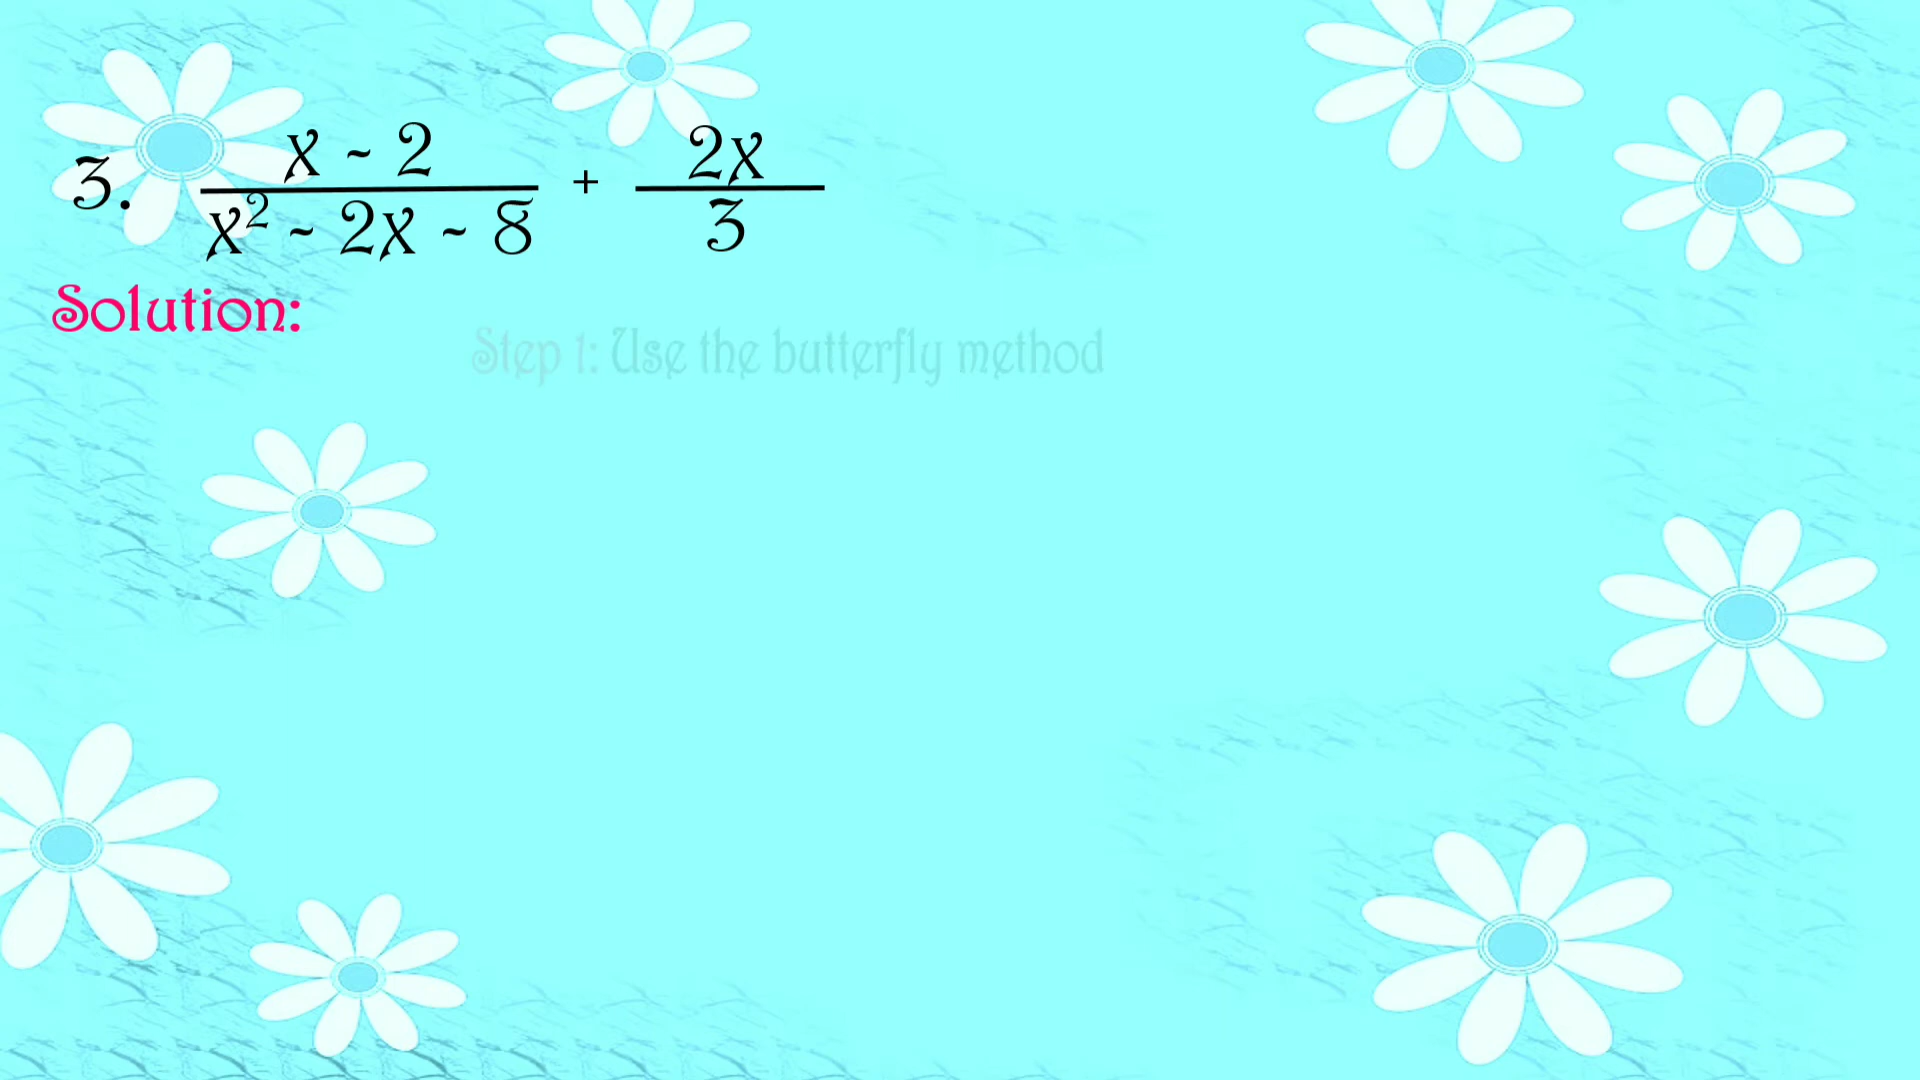 3. x - 2 / x² - 2x - 8 + 2x / 3
Solution:
Step 1: Use the butterfly method